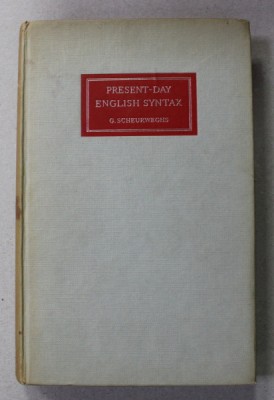 PRESENT-DAY
ENGLISH SYNTAX
G. SCHEURWEGHS